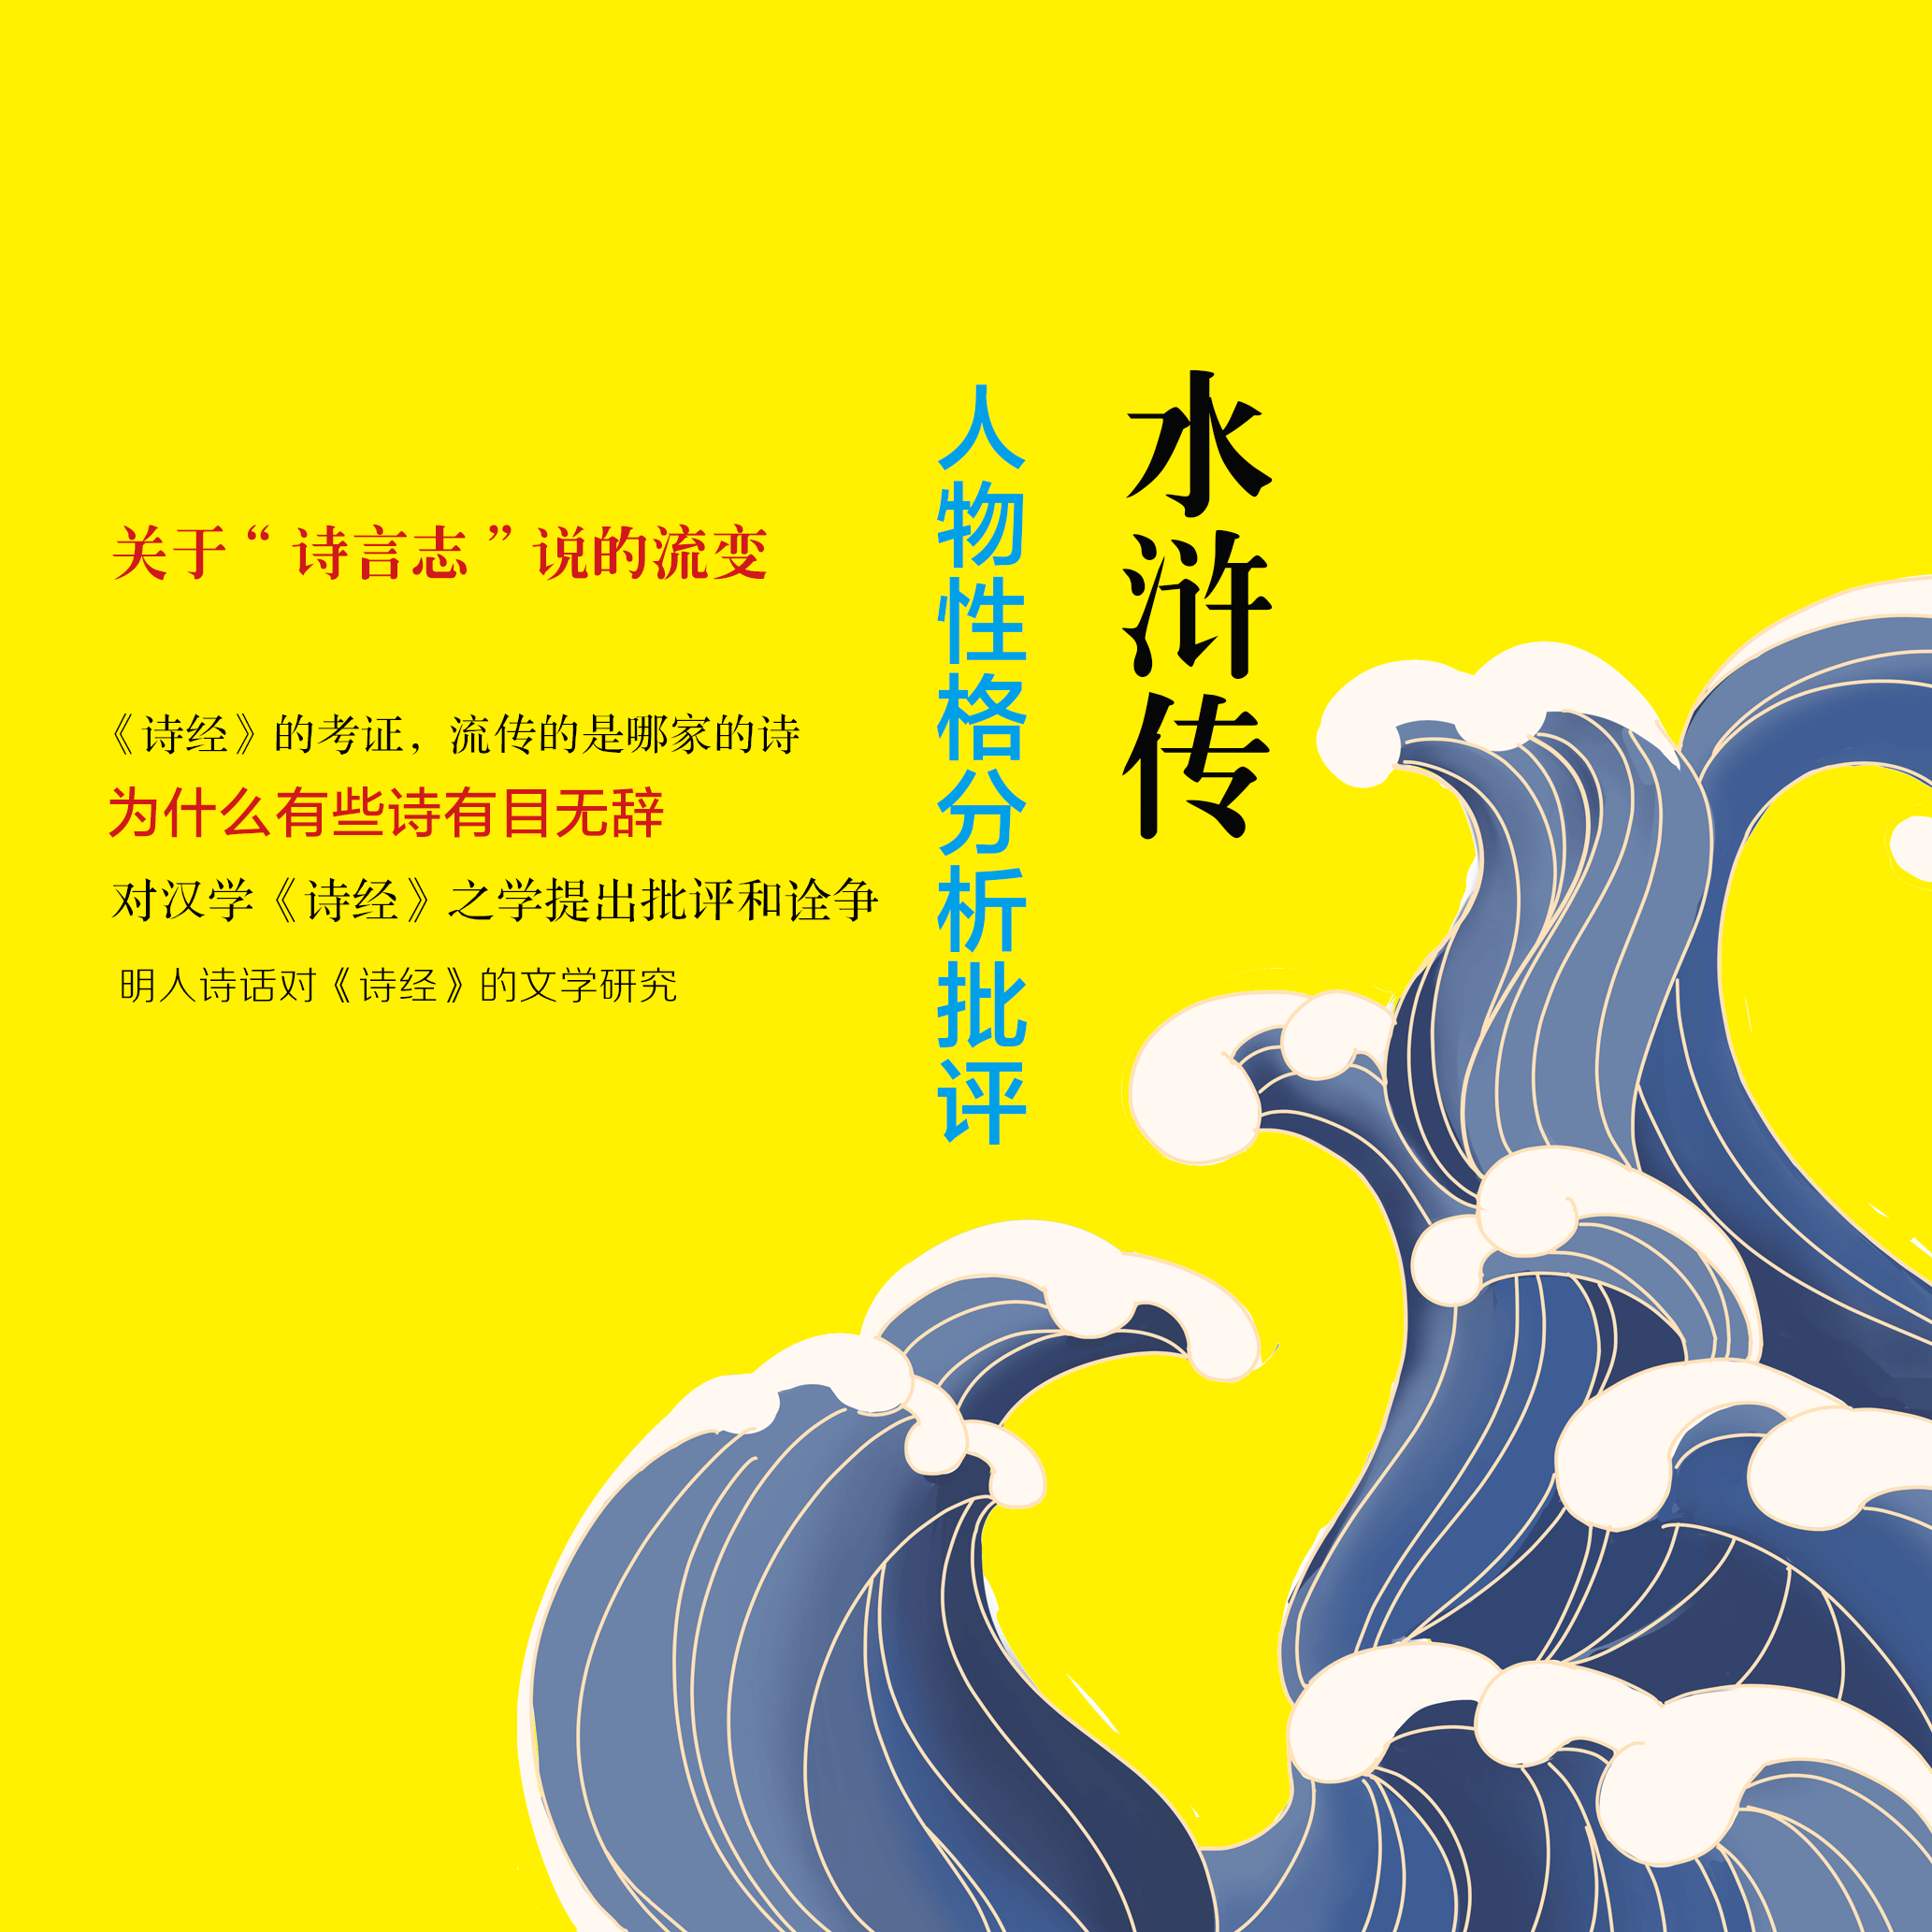 水浒传
人物性格分析批评
关于“诗言志”说的流变
《诗经》的考证，流传的是哪家的诗
为什么有些诗有目无辞
对汉学《诗经》之学提出批评和诠争
明人诗话对《诗经》的文学研究